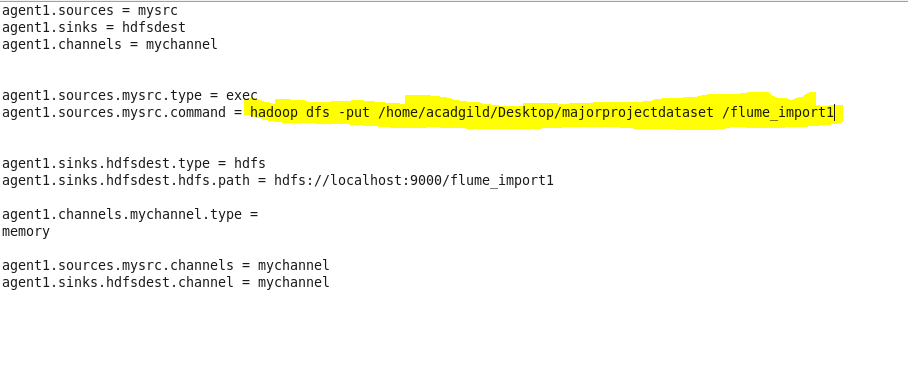 agent1.sources = mysrc
agent1.sinks = hdfsdest
agent1.channels = mychannel
agent1.sources.mysrc.type = exec
agent1.sources.mysrc.command = hadoop dfs -put /home/acadgild/Desktop/majorprojectdataset /flume_import1
agent1.sinks.hdfsdest.type = hdfs
agent1.sinks.hdfsdest.hdfs.path = hdfs://localhost:9000/flume_import1
agent1.channels.mychannel.type =
memory
agent1.sources.mysrc.channels = mychannel
agent1.sinks.hdfsdest.channel = mychannel